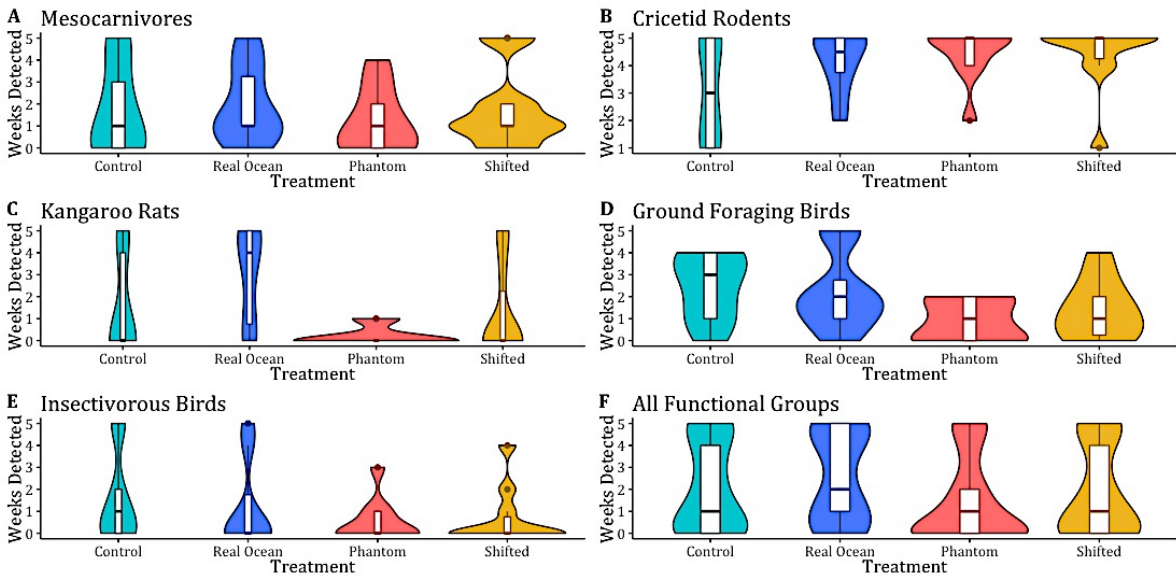 A Mesocarnivores
Weeks Detected
5
4
3
2
1
0
Control Real Ocean Phantom Shifted
Treatment
B Cricetid Rodents
Weeks Detected
5
4
3
2
1
Control Real Ocean Phantom Shifted
Treatment
C Kangaroo Rats
Weeks Detected
5
4
3
2
1
0
Control Real Ocean Phantom Shifted
Treatment
D Ground Foraging Birds
Weeks Detected
5
4
3
2
1
0
Control Real Ocean Phantom Shifted
Treatment
E Insectivorous Birds
Weeks Detected
5
4
3
2
1
0
Control Real Ocean Phantom Shifted
Treatment
F All Functional Groups
Weeks Detected
5
4
3
2
1
0
Control Real Ocean Phantom Shifted
Treatment